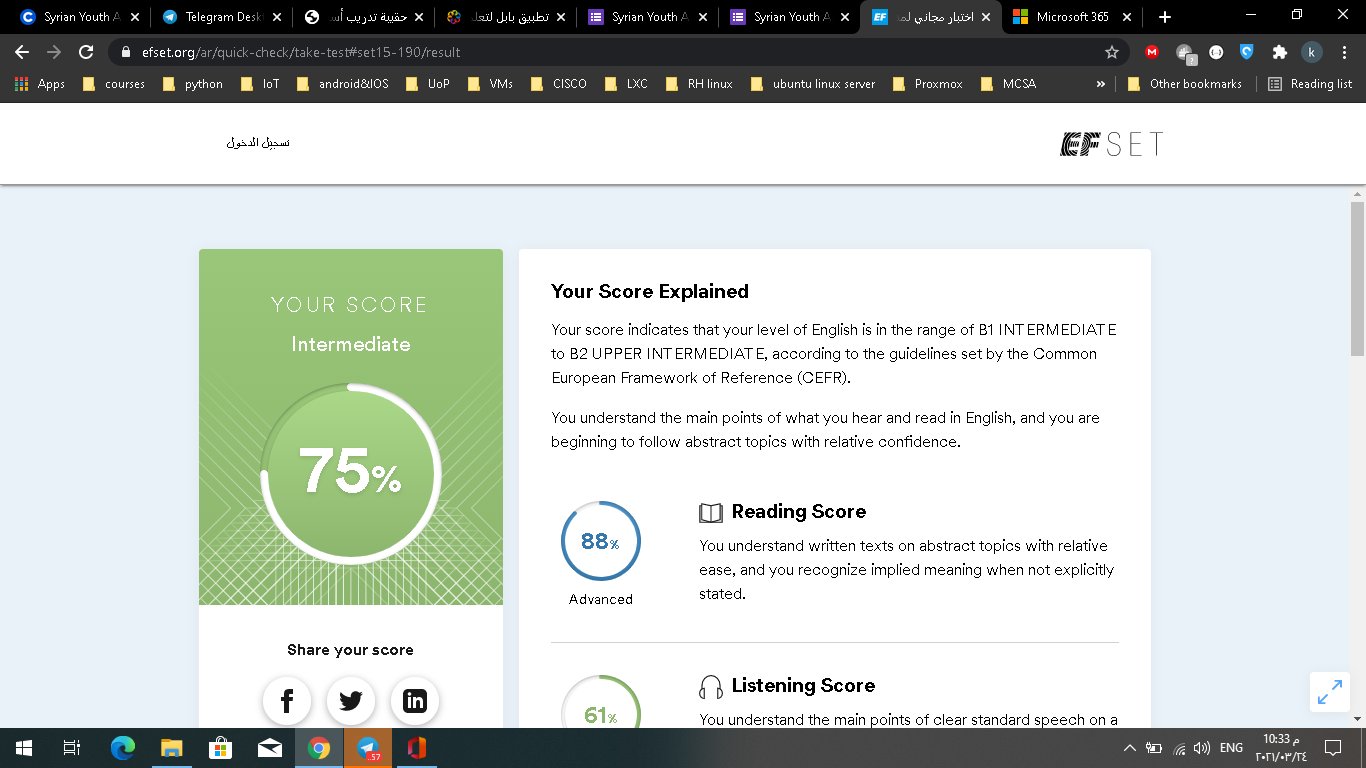 Syrian Youth A
Telegram Desk
حقيبة تدريب أسـ
تطبيق بابل لتعلـ
Syrian Youth A
Syrian Youth A
EF
اختبار مجاني لمـ
Microsoft 365
efset.org/ar/quick-check/take-test#set15-190/result
k
Apps
courses
python
IoT
android&IOS
UoP
VMs
CISCO
LXC
RH linux
ubuntu linux server
Proxmox
MCSA
»
Other bookmarks
Reading list
تسجيل الدخول
EF SET
YOUR SCORE
Intermediate
75%
Share your score
Your Score Explained
Your score indicates that your level of English is in the range of B1 INTERMEDIATE
to B2 UPPER INTERMEDIATE, according to the guidelines set by the Common
European Framework of Reference (CEFR).
You understand the main points of what you hear and read in English, and you are
beginning to follow abstract topics with relative confidence.
88%
Advanced
Reading Score
You understand written texts on abstract topics with relative
ease, and you recognize implied meaning when not explicitly
stated.
61%
Listening Score
You understand the main points of clear standard speech on a
..57
ENG
10:33 م
٢٠٢١/٠٣/٢٤